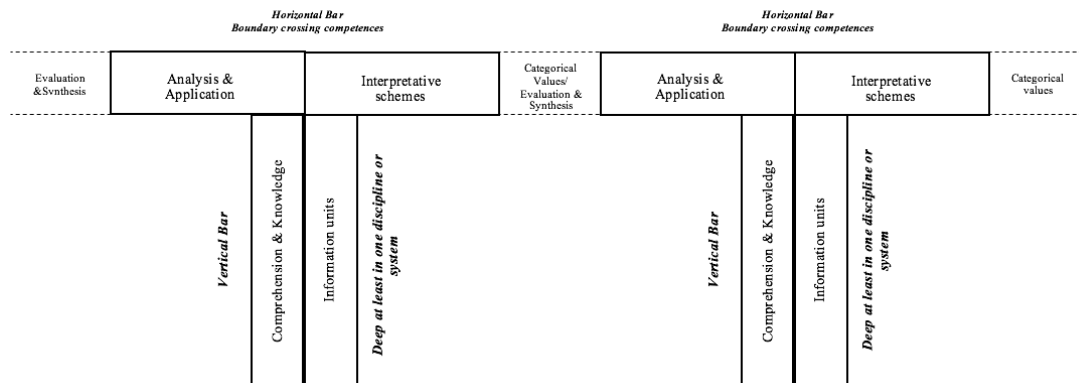 Horizontal Bar
Boundary crossing competences
Horizontal Bar
Boundary crossing competences
Evaluation
&Synthesis
Analysis &
Application
Interpretative
schemes
Categorical
Values/
Evaluation &
Synthesis
Analysis &
Application
Interpretative
schemes
Categorical
values
Vertical Bar
Comprehension & Knowledge
Information units
Deep at least in one discipline or
system
Vertical Bar
Comprehension & Knowledge
Information units
Deep at least in one discipline or
system